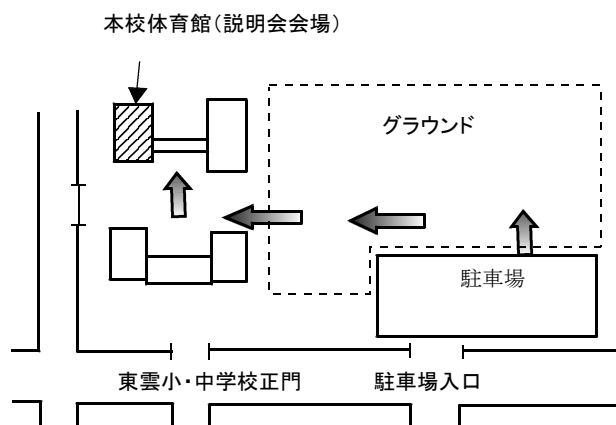 本校体育館(説明会会場)
グラウンド
駐車場
東雲小・中学校正門
駐車場入口